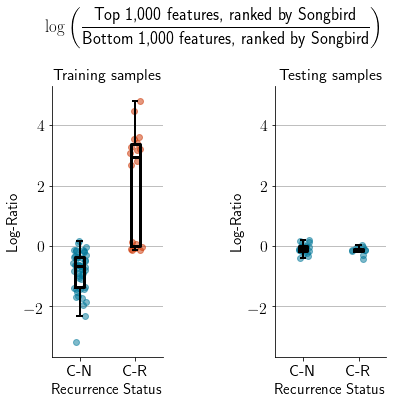 log ( Top 1,000 features, ranked by Songbird
Bottom 1,000 features, ranked by Songbird )
Training samples
Log-Ratio
4
2
0
−2
C-N C-R
Recurrence Status
Testing samples
Log-Ratio
4
2
0
−2
C-N C-R
Recurrence Status